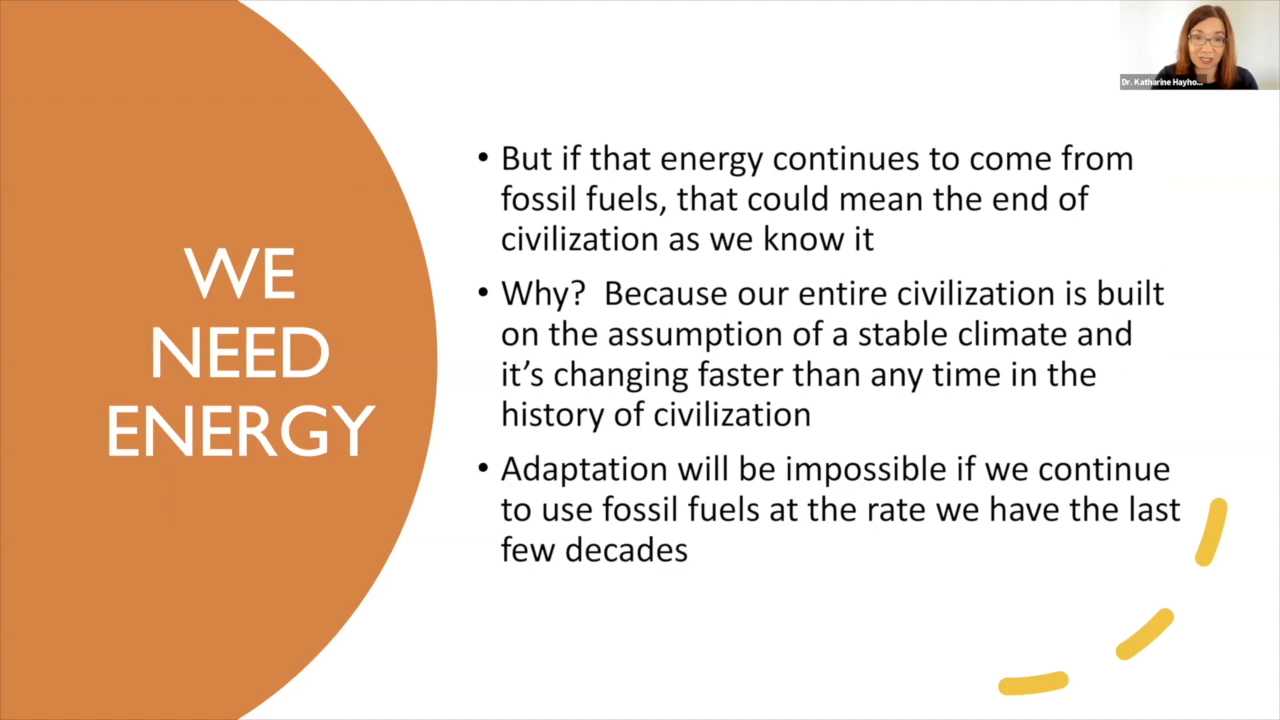 Dr. Katharine Hayho...
WE
NEED
ENERGY
• But if that energy continues to come from
fossil fuels, that could mean the end of
civilization as we know it
• Why?  Because our entire civilization is built
on the assumption of a stable climate and
it’s changing faster than any time in the
history of civilization
• Adaptation will be impossible if we continue
to use fossil fuels at the rate we have the last
few decades